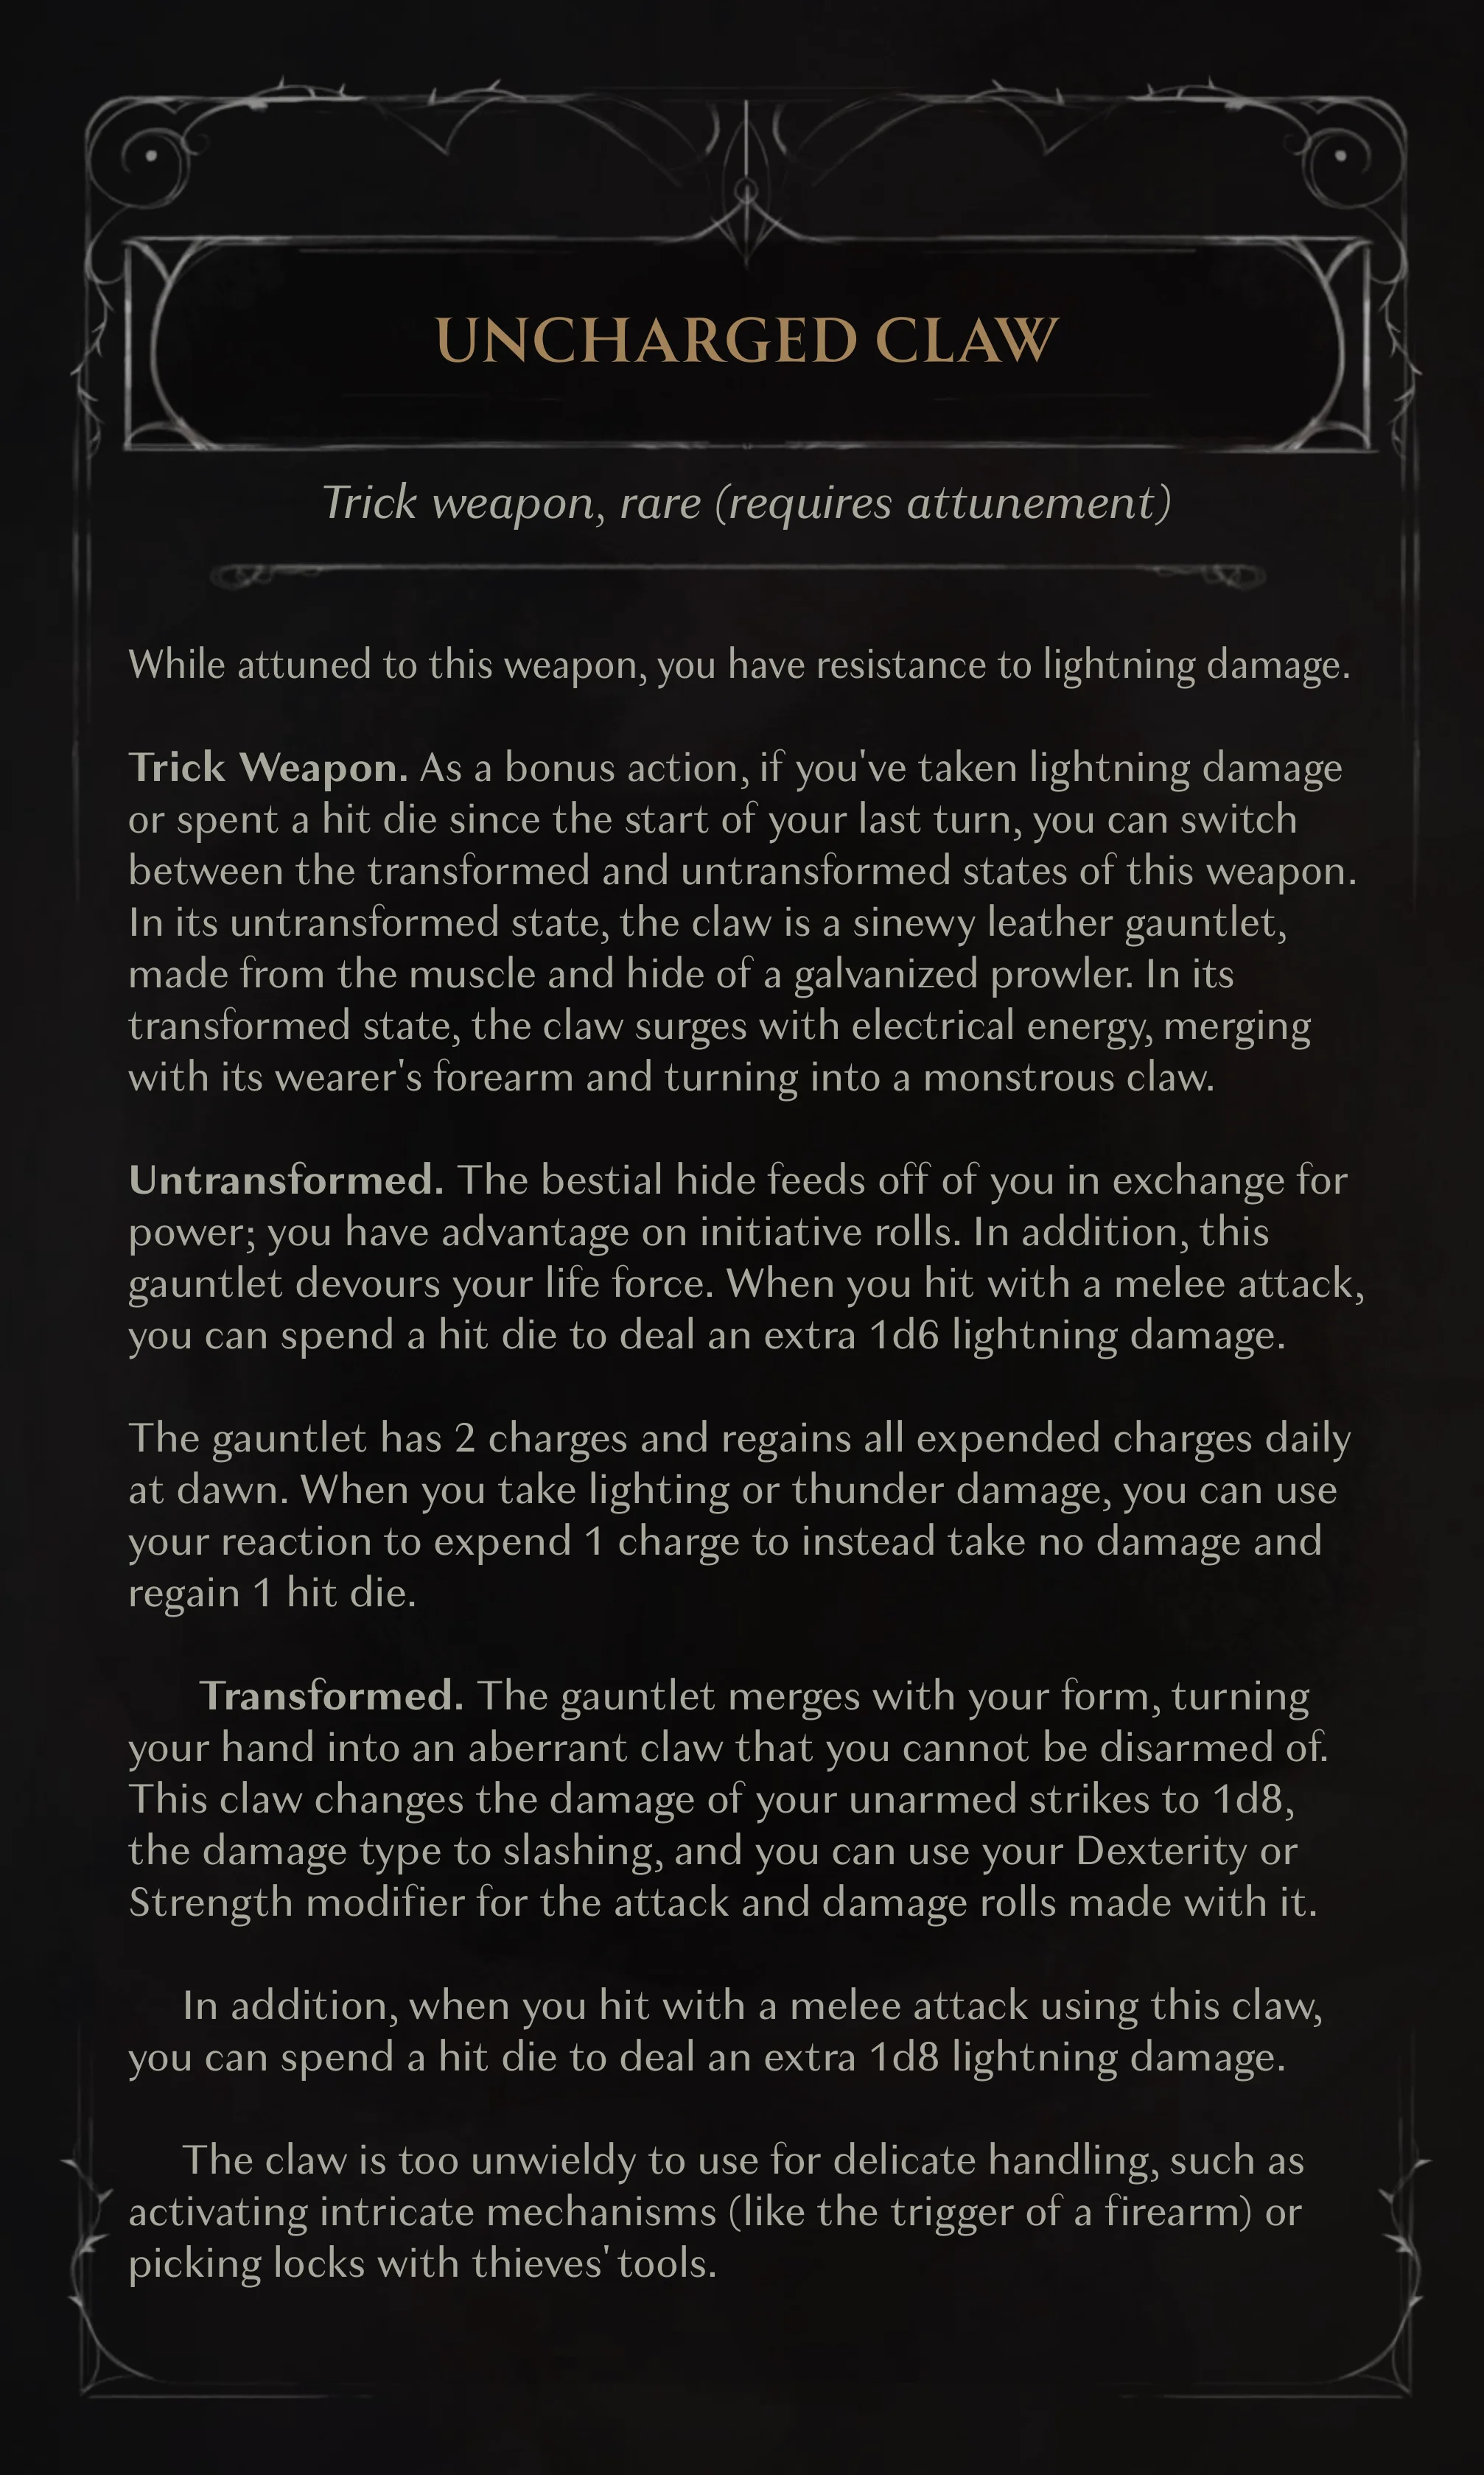 UNCHARGED CLAW
Trick weapon, rare (requires attunement)
While attuned to this weapon, you have resistance to lightning damage.
Trick Weapon. As a bonus action, if you've taken lightning damage
or spent a hit die since the start of your last turn, you can switch
between the transformed and untransformed states of this weapon.
In its untransformed state, the claw is a sinewy leather gauntlet,
made from the muscle and hide of a galvanized prowler. In its
transformed state, the claw surges with electrical energy, merging
with its wearer's forearm and turning into a monstrous claw.
Untransformed. The bestial hide feeds off of you in exchange for
power; you have advantage on initiative rolls. In addition, this
gauntlet devours your life force. When you hit with a melee attack,
you can spend a hit die to deal an extra 1d6 lightning damage.
The gauntlet has 2 charges and regains all expended charges daily
at dawn. When you take lighting or thunder damage, you can use
your reaction to expend 1 charge to instead take no damage and
regain 1 hit die.
Transformed. The gauntlet merges with your form, turning
your hand into an aberrant claw that you cannot be disarmed of.
This claw changes the damage of your unarmed strikes to 1d8,
the damage type to slashing, and you can use your Dexterity or
Strength modifier for the attack and damage rolls made with it.
In addition, when you hit with a melee attack using this claw,
you can spend a hit die to deal an extra 1d8 lightning damage.
The claw is too unwieldy to use for delicate handling, such as
activating intricate mechanisms (like the trigger of a firearm) or
picking locks with thieves' tools.